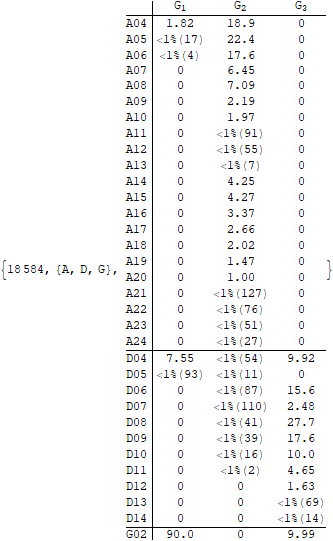 G₁ G₂ G₃
A04 1.82 18.9 0
A05 <1%(17) 22.4 0
A06 <1%(4) 17.6 0
A07 0 6.45 0
A08 0 7.09 0
A09 0 2.19 0
A10 0 1.97 0
A11 0 <1%(91) 0
A12 0 <1%(55) 0
A13 0 <1%(7) 0
A14 0 4.25 0
A15 0 4.27 0
A16 0 3.37 0
A17 0 2.66 0
A18 0 2.02 0
A19 0 1.47 0
{18584, {A, D, G}, A20 0 1.00 0 }
A21 0 <1%(127) 0
A22 0 <1%(76) 0
A23 0 <1%(51) 0
A24 0 <1%(27) 0
D04 7.55 <1%(54) 9.92
D05 <1%(93) <1%(11) 0
D06 0 <1%(87) 15.6
D07 0 <1%(110) 2.48
D08 0 <1%(41) 27.7
D09 0 <1%(39) 17.6
D10 0 <1%(16) 10.0
D11 0 <1%(2) 4.65
D12 0 0 1.63
D13 0 0 <1%(69)
D14 0 0 <1%(14)
G02 90.0 0 9.99